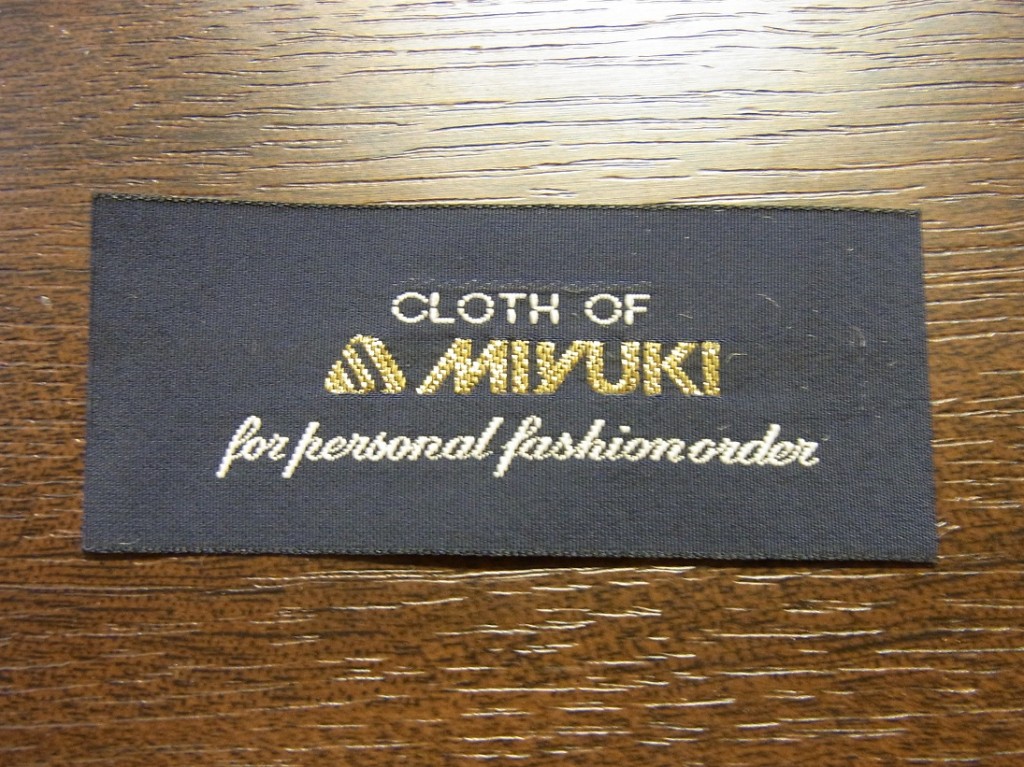 CLOTH OF
MIYUKI
for personal fashion order